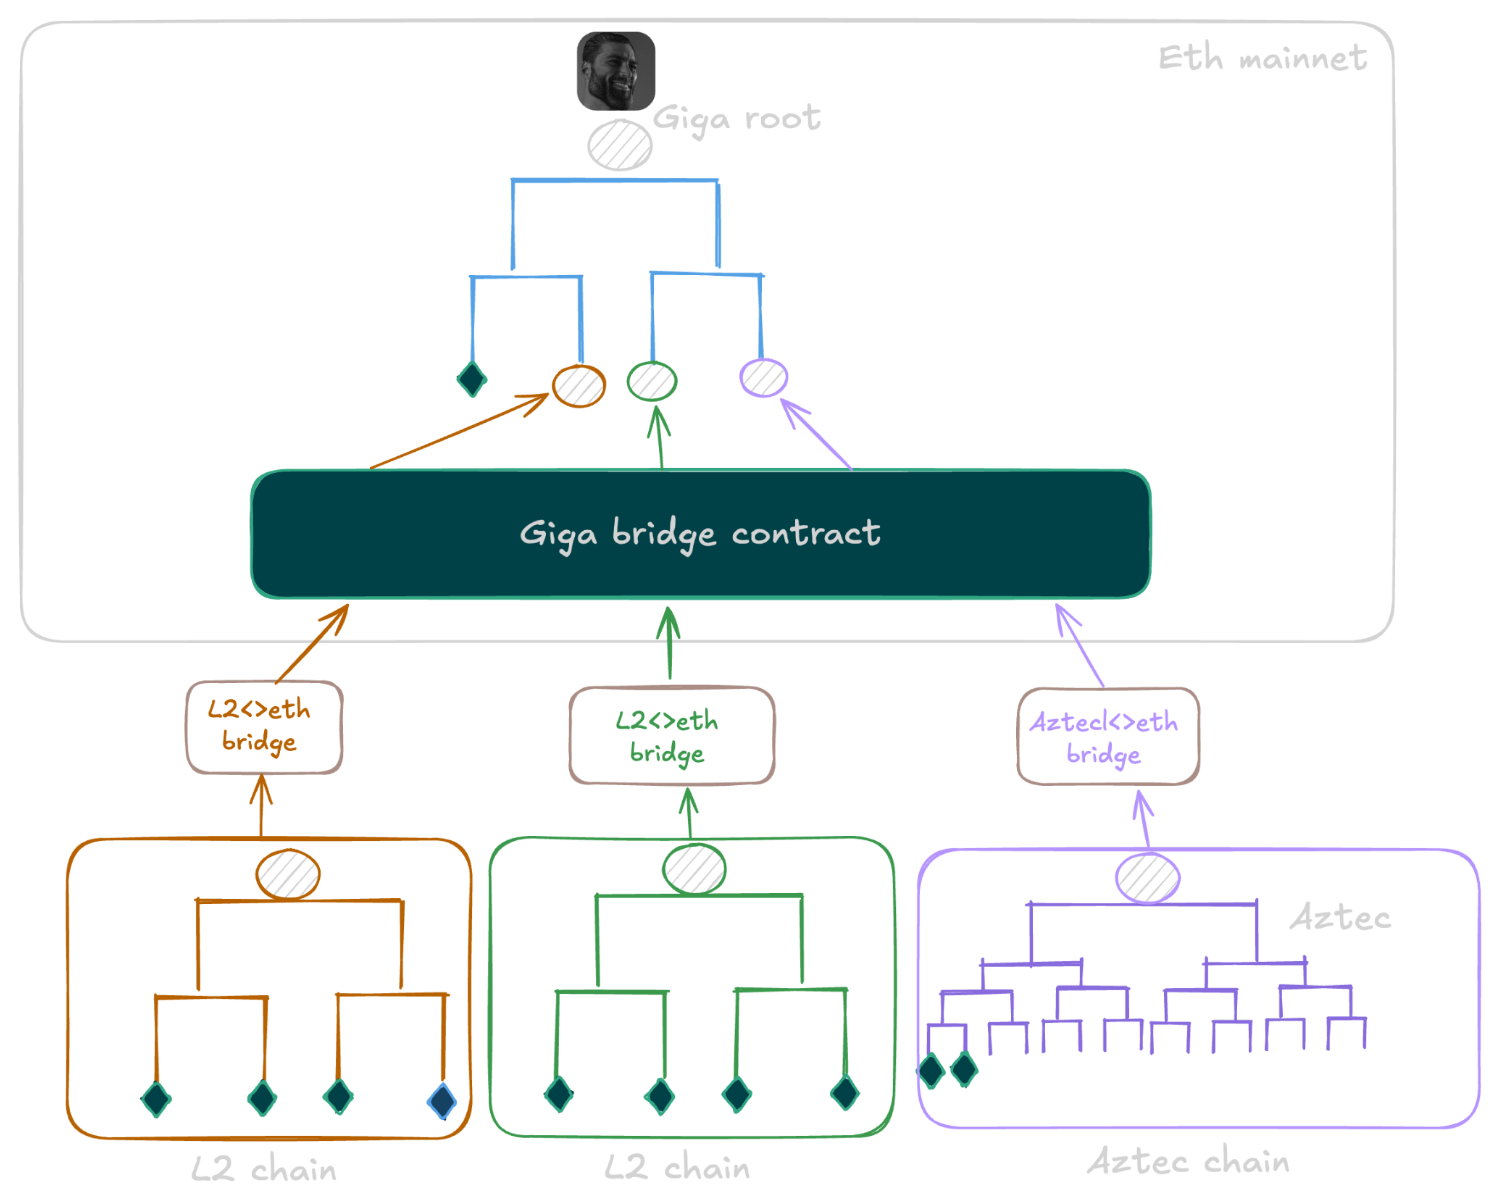 Eth mainnet
Giga root
Giga bridge contract
L2<>eth
bridge
L2<>eth
bridge
Aztecl<>eth
bridge
Aztec
L2 chain
L2 chain
Aztec chain